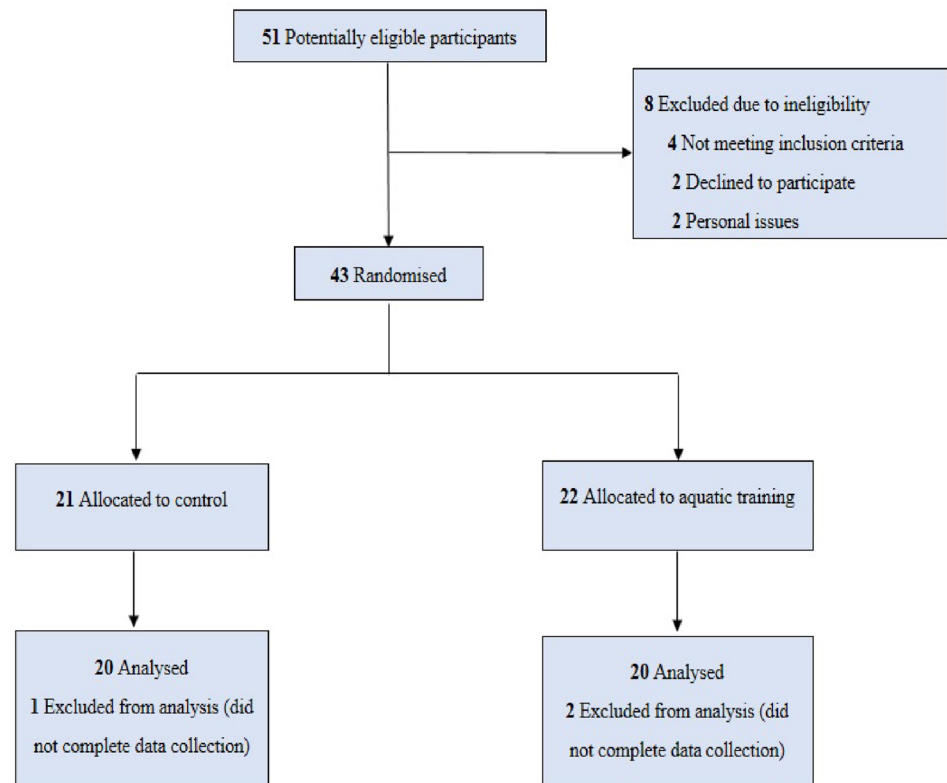 51 Potentially eligible participants
8 Excluded due to ineligibility
4 Not meeting inclusion criteria
2 Declined to participate
2 Personal issues
43 Randomised
21 Allocated to control
22 Allocated to aquatic training
20 Analysed
1 Excluded from analysis (did
not complete data collection)
20 Analysed
2 Excluded from analysis (did
not complete data collection)